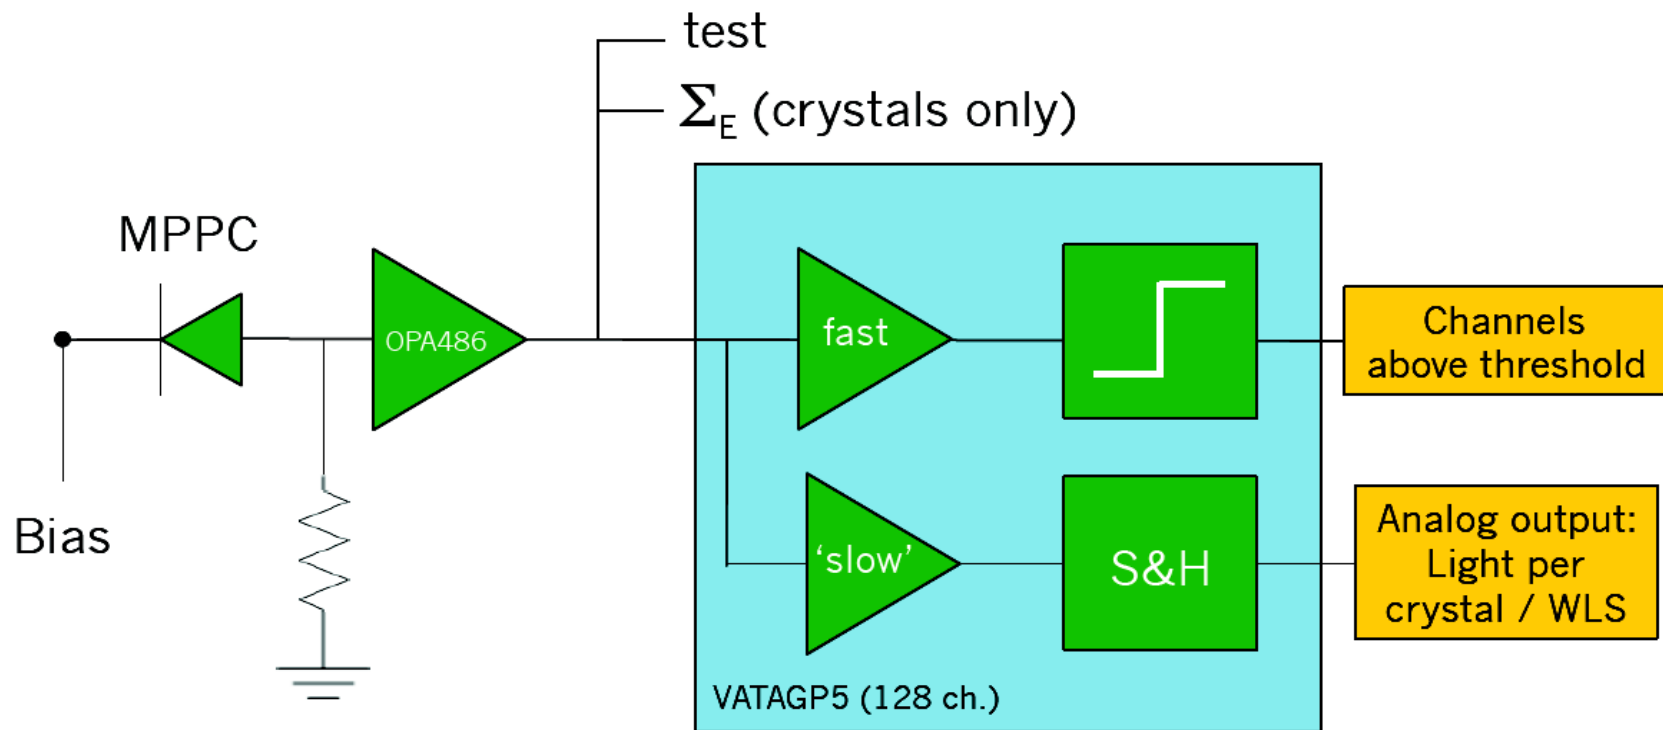 test
Σ_E (crystals only)
MPPC
OPA486
fast
Channels
above threshold
Bias
'slow'
S&H
Analog output:
Light per
crystal / WLS
VATAGP5 (128 ch.)